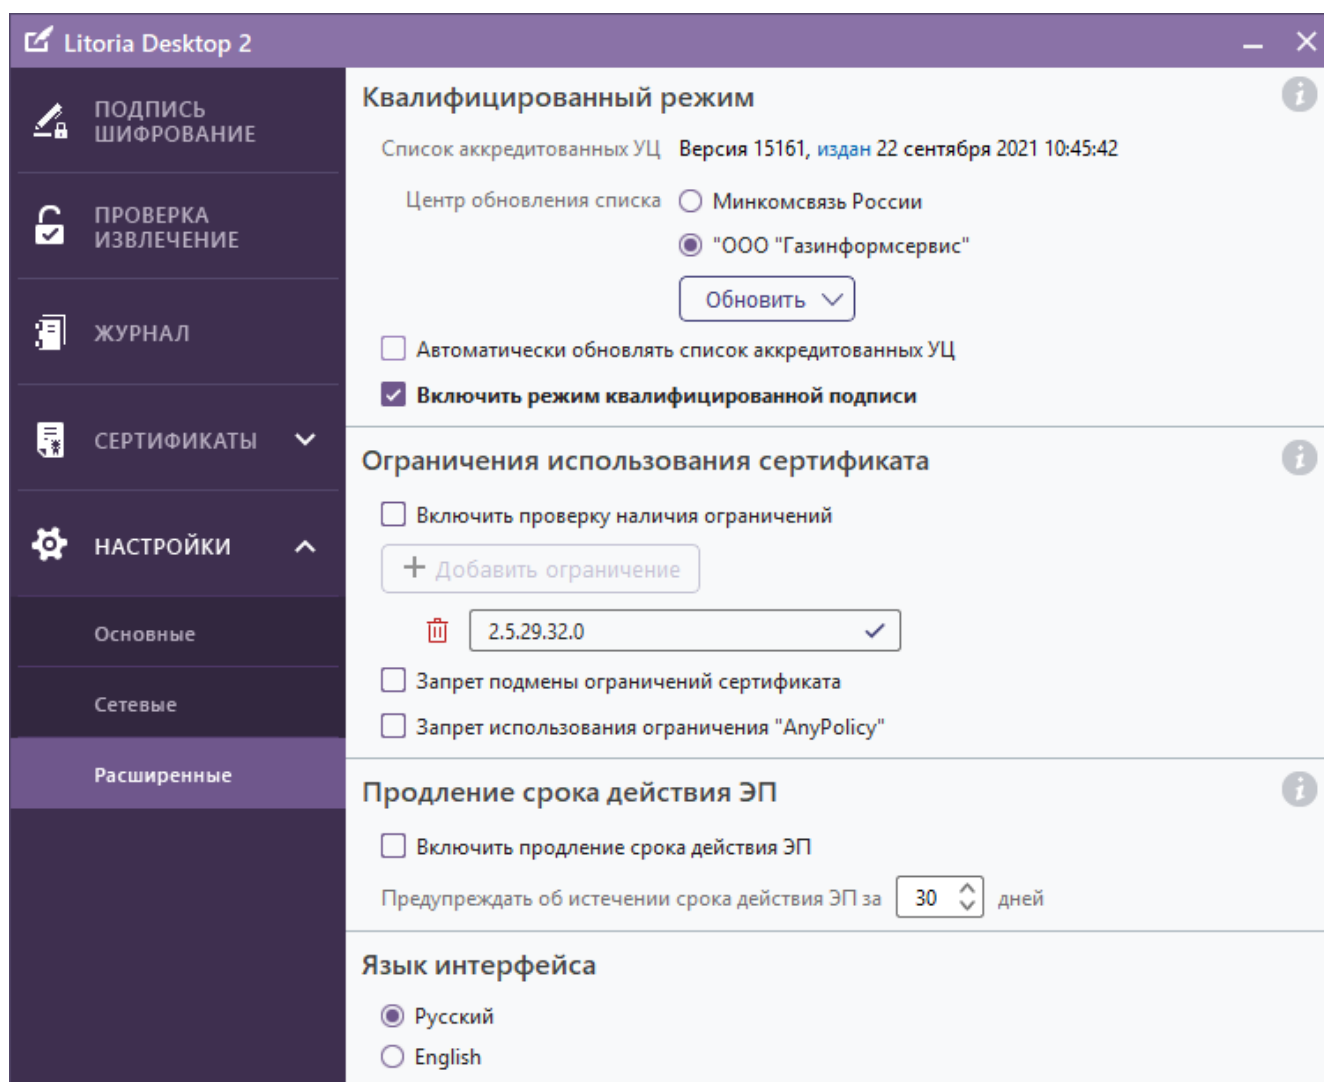 Litoria Desktop 2
ПОДПИСЬ
ШИФРОВАНИЕ
ПРОВЕРКА
ИЗВЛЕЧЕНИЕ
ЖУРНАЛ
СЕРТИФИКАТЫ
НАСТРОЙКИ
Основные
Сетевые
Расширенные
Квалифицированный режим
Список аккредитованных УЦ Версия 15161, издан 22 сентября 2021 10:45:42
Центр обновления списка Минкомсвязь России
"ООО "Газинформсервис"
Обновить
Автоматически обновлять список аккредитованных УЦ
Включить режим квалифицированной подписи
Ограничения использования сертификата
Включить проверку наличия ограничений
+ Добавить ограничение
2.5.29.32.0
Запрет подмены ограничений сертификата
Запрет использования ограничения "AnyPolicy"
Продление срока действия ЭП
Включить продление срока действия ЭП
Предупреждать об истечении срока действия ЭП за 30 дней
Язык интерфейса
Русский
English